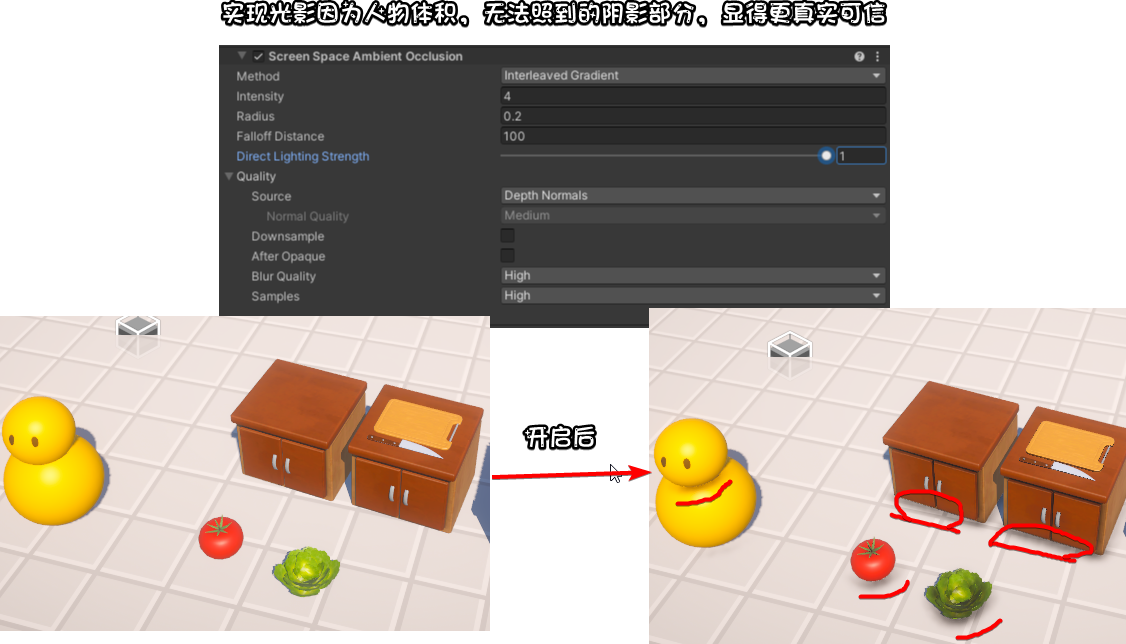 实现光影因为人物体积，无法照到的阴影部分，显得更真实可信
Screen Space Ambient Occlusion
Method Interleaved Gradient
Intensity 4
Radius 0.2
Falloff Distance 100
Direct Lighting Strength 1
Quality
Source Depth Normals
Normal Quality Medium
Downsample
After Opaque
Blur Quality High
Samples High
开启后